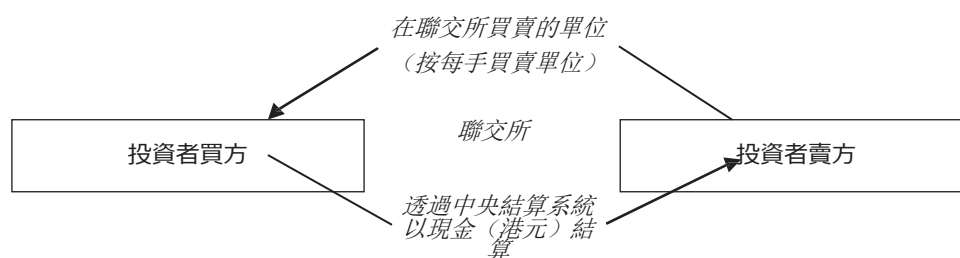 在聯交所買賣的單位
（按每手買賣單位）
聯交所
投資者買方
投資者賣方
透過中央結算系統
以現金（港元）結
算